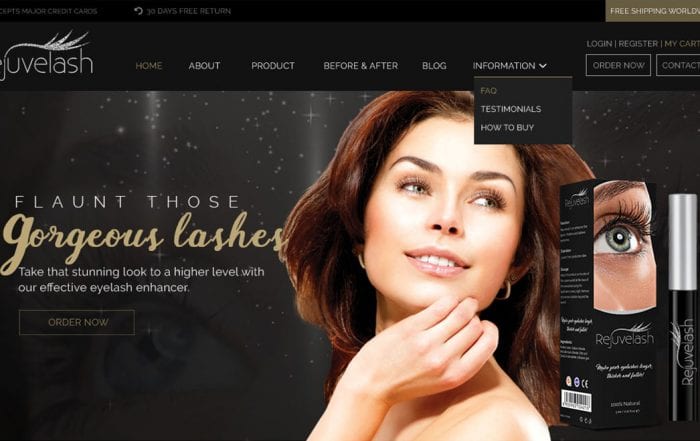 CCEPTS MAJOR CREDIT CARDS
30 DAYS FREE RETURN
FREE SHIPPING WORLDW
LOGIN | REGISTER | MY CART
Rejuvelash
HOME
ABOUT
PRODUCT
BEFORE & AFTER
BLOG
INFORMATION
ORDER NOW
CONTACT
FAQ
TESTIMONIALS
HOW TO BUY
FLAUNT THOSE
gorgeous lashes
Take that stunning look to a higher level with
our effective eyelash enhancer.
ORDER NOW
Rejuvelash
Rejuvelash
Helps your eyelashes longer,
thicker and fuller!
100% Natural
Rejuvelash